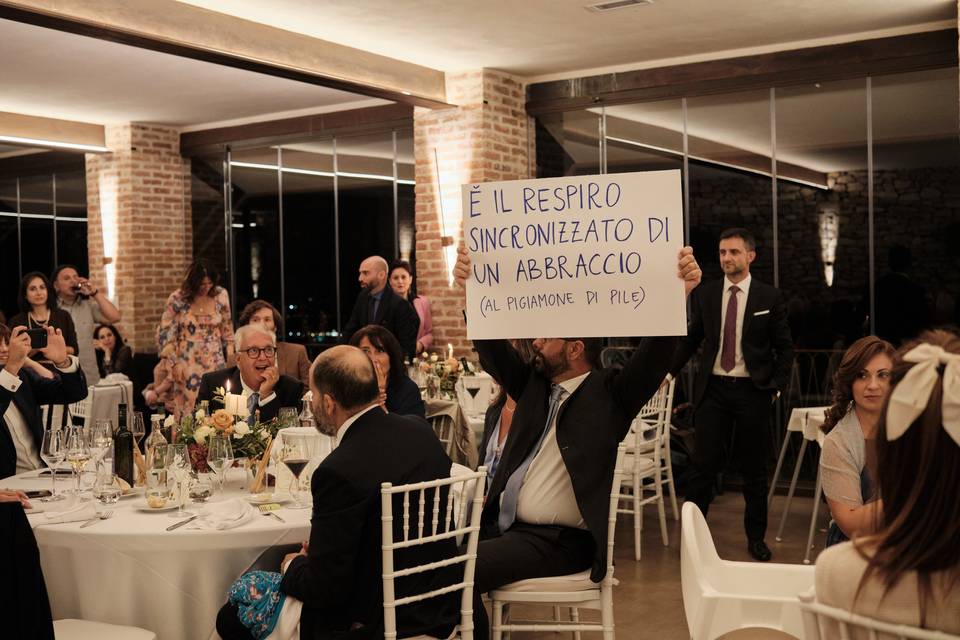 Ĕ IL RESPIRO
SINCRONIZZATO DI
UN ABBRACCIO
(AL PIGIAMONE DI PILE)